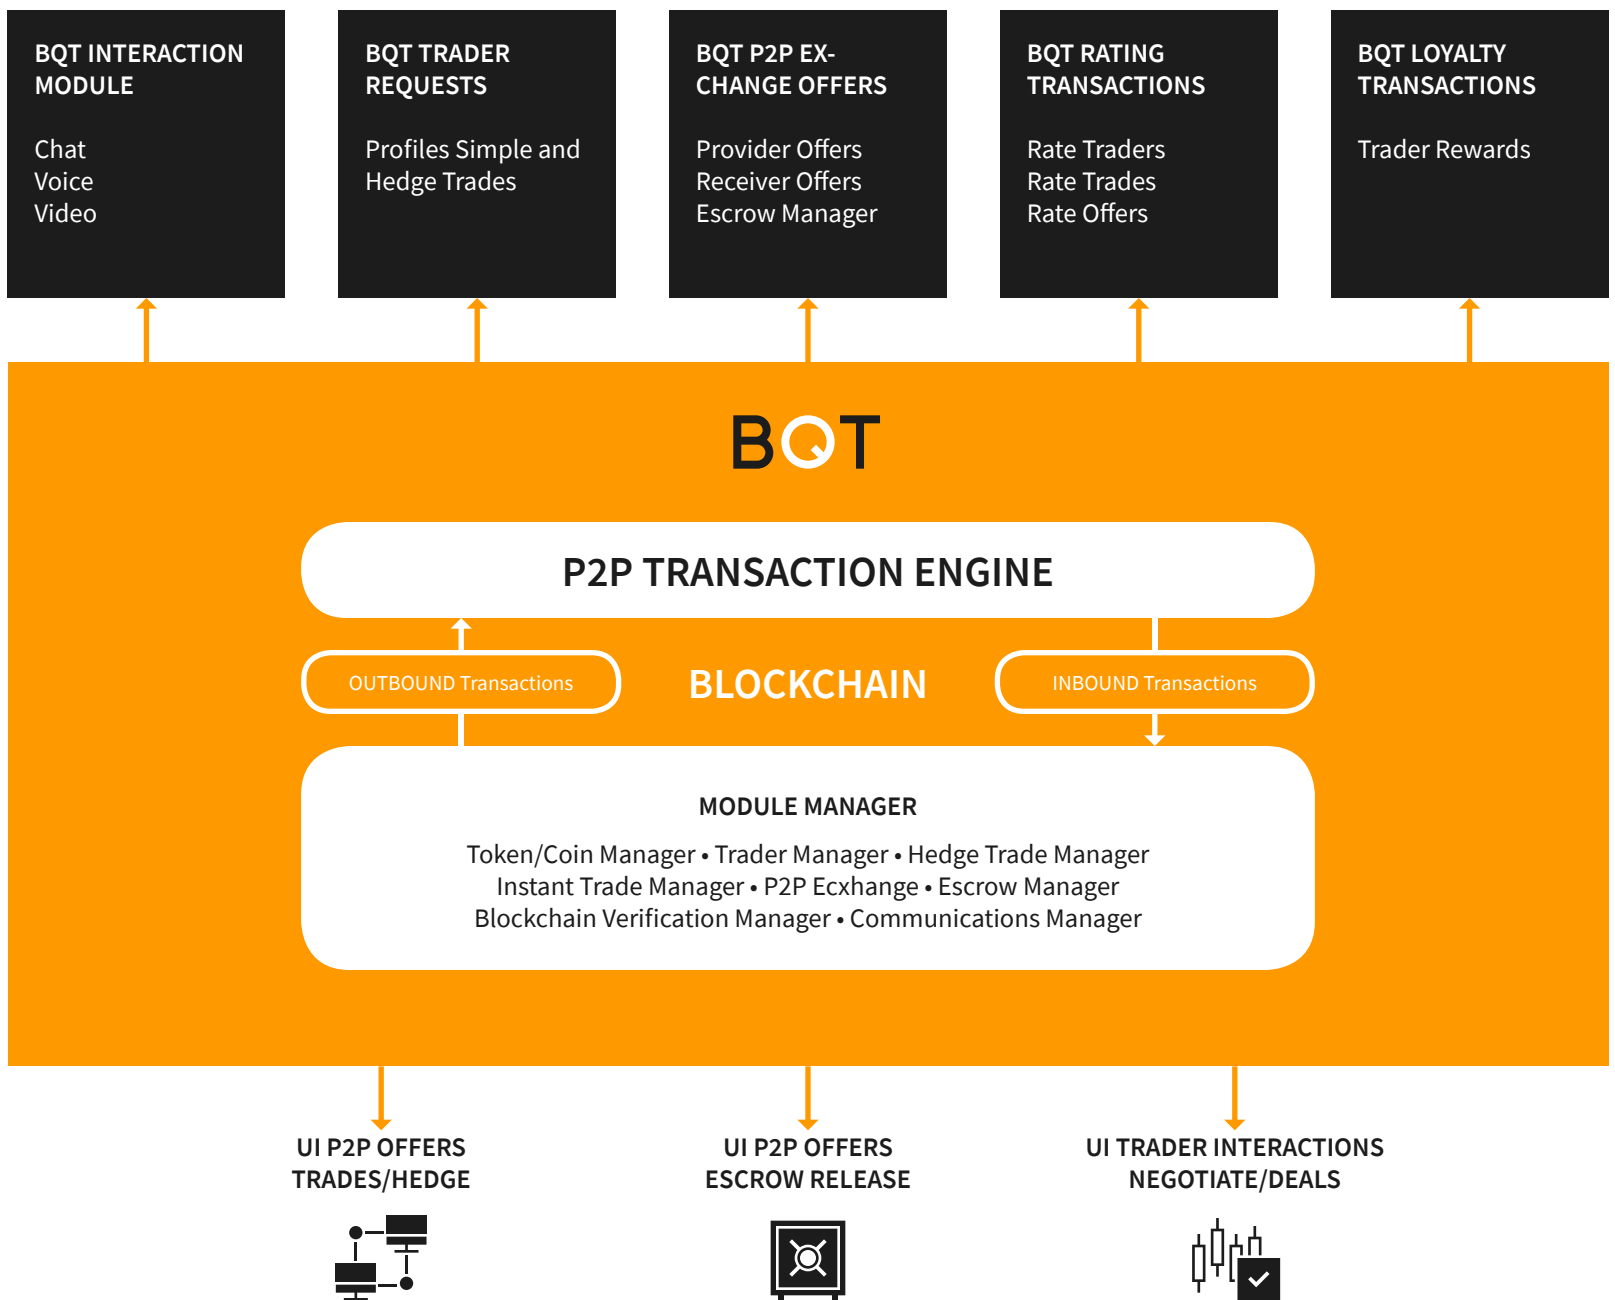 BQT INTERACTION
MODULE
Chat
Voice
Video
BQT TRADER
REQUESTS
Profiles Simple and
Hedge Trades
BQT P2P EX-
CHANGE OFFERS
Provider Offers
Receiver Offers
Escrow Manager
BQT RATING
TRANSACTIONS
Rate Traders
Rate Trades
Rate Offers
BQT LOYALTY
TRANSACTIONS
Trader Rewards
BQT
P2P TRANSACTION ENGINE
OUTBOUND Transactions
BLOCKCHAIN
INBOUND Transactions
MODULE MANAGER
Token/Coin Manager • Trader Manager • Hedge Trade Manager
Instant Trade Manager • P2P Ecxhange • Escrow Manager
Blockchain Verification Manager • Communications Manager
UI P2P OFFERS
TRADES/HEDGE
UI P2P OFFERS
ESCROW RELEASE
UI TRADER INTERACTIONS
NEGOTIATE/DEALS